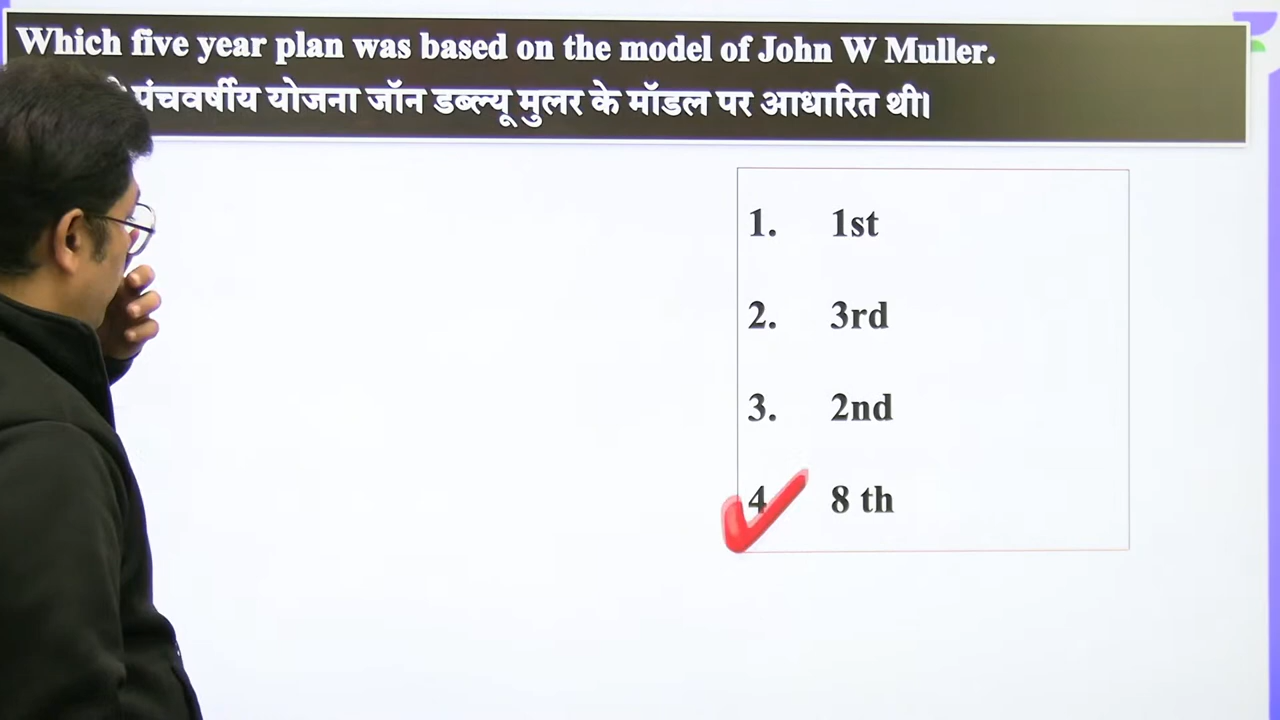 Which five year plan was based on the model of John W Muller.
पंचवर्षीय योजना जॉन डब्ल्यू मुलर के मॉडल पर आधारित थी।
1. 1st
2. 3rd
3. 2nd
4 8 th